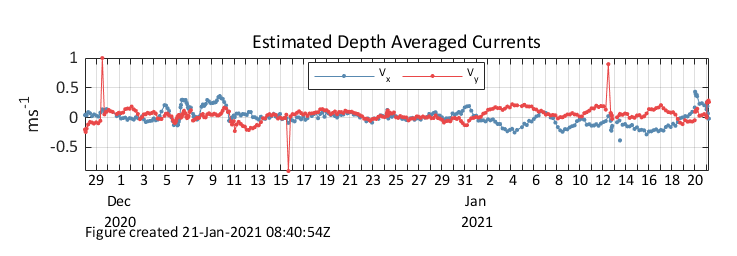 Estimated Depth Averaged Currents
1
0.5
0
-0.5
ms-1
Vx Vy
29 1 3 5 7 9 11 13 15 17 19 21 23 25 27 29 31 2 4 6 8 10 12 14 16 18 20
Dec Jan
2020 2021
Figure created 21-Jan-2021 08:40:54Z